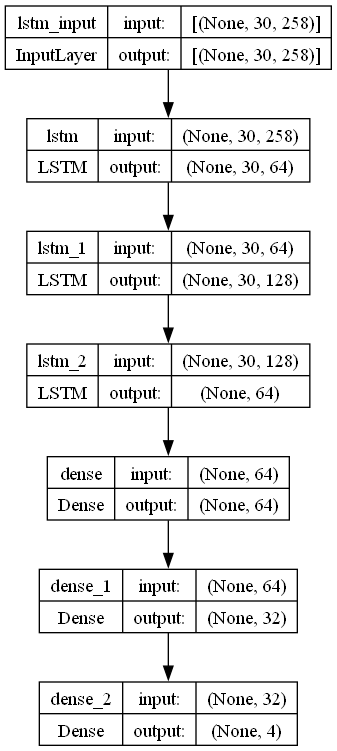 lstm_input input: [(None, 30, 258)]
InputLayer output: [(None, 30, 258)]
lstm input: (None, 30, 258)
LSTM output: (None, 30, 64)
lstm_1 input: (None, 30, 64)
LSTM output: (None, 30, 128)
lstm_2 input: (None, 30, 128)
LSTM output: (None, 64)
dense input: (None, 64)
Dense output: (None, 64)
dense_1 input: (None, 64)
Dense output: (None, 32)
dense_2 input: (None, 32)
Dense output: (None, 4)